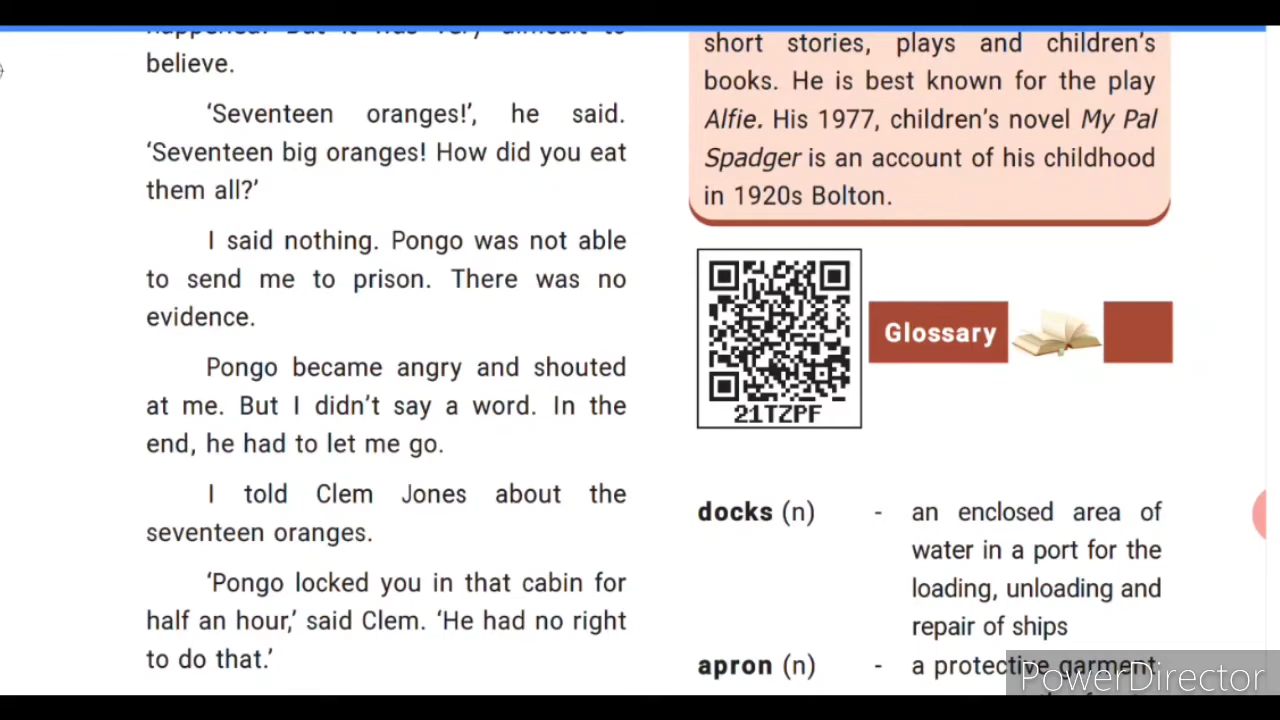 believe.
‘Seventeen oranges!’, he said.
‘Seventeen big oranges! How did you eat
them all?’
I said nothing. Pongo was not able
to send me to prison. There was no
evidence.
Pongo became angry and shouted
at me. But I didn’t say a word. In the
end, he had to let me go.
I told Clem Jones about the
seventeen oranges.
‘Pongo locked you in that cabin for
half an hour,’ said Clem. ‘He had no right
to do that.’
short stories, plays and children’s
books. He is best known for the play
Alfie. His 1977, children’s novel My Pal
Spadger is an account of his childhood
in 1920s Bolton.
21TZPF
Glossary
docks (n) - an enclosed area of
water in a port for the
loading, unloading and
repair of ships
apron (n) - a protective garment
PowerDirector